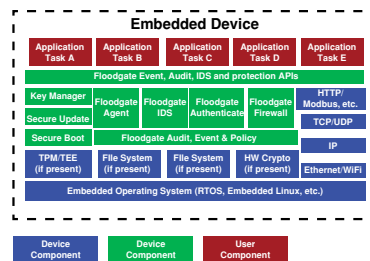 Embedded Device
Application Task A
Application Task B
Application Task C
Application Task D
Application Task E
Floodgate Event, Audit, IDS and protection APIs
Key Manager
Floodgate Agent
Floodgate IDS
Floodgate Authenticate
Floodgate Firewall
HTTP/ Modbus, etc.
Secure Update
TCP/UDP
Secure Boot
Floodgate Audit, Event & Policy
IP
TPM/TEE (if present)
File System (if present)
File System (if present)
HW Crypto (if present)
Ethernet/WiFi
Embedded Operating System (RTOS, Embedded Linux, etc.)
Device Component
Device Component
User Component